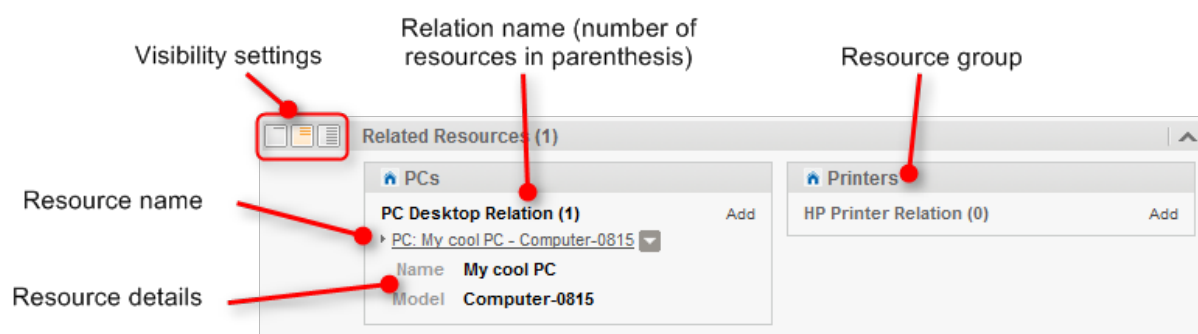 Relation name (number of
resources in parenthesis)
Visibility settings
Resource group
Related Resources (1)
PCs
Printers
Resource name
PC Desktop Relation (1) Add
HP Printer Relation (0) Add
PC: My cool PC - Computer-0815
Name My cool PC
Resource details
Model Computer-0815